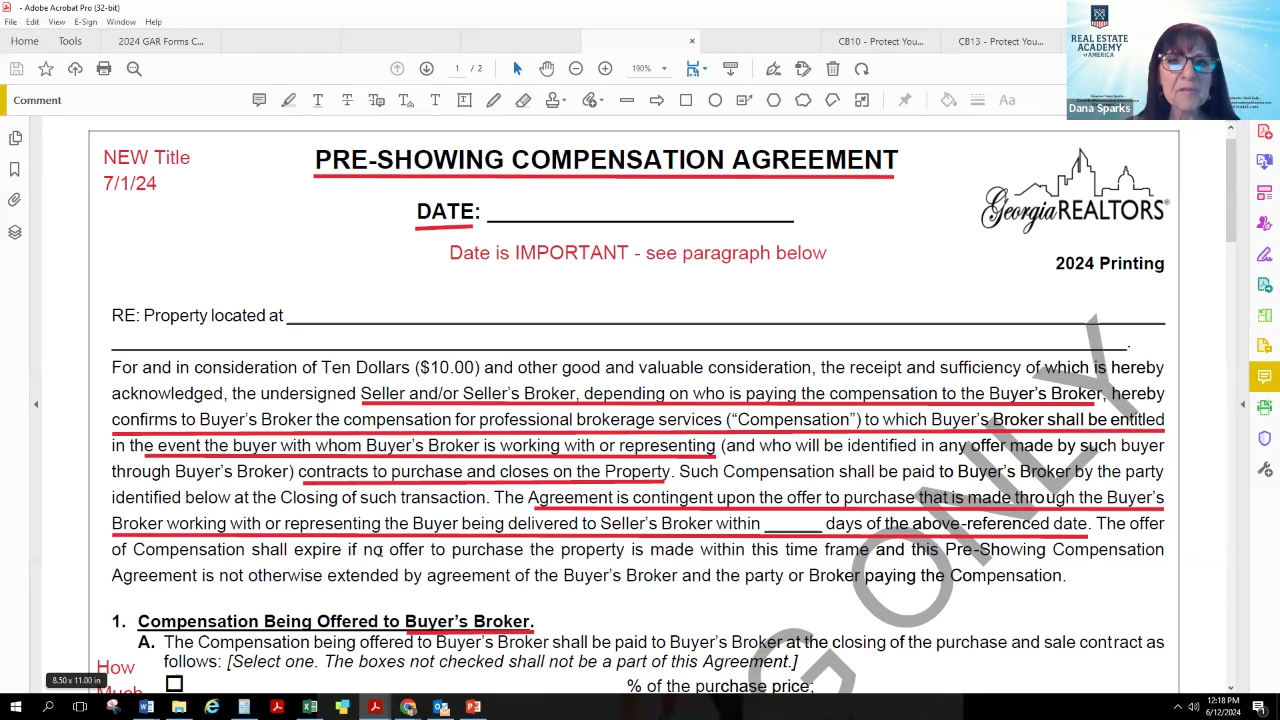 - Adobe Acrobat Pro (32-bit)
File Edit View E-Sign Window Help
Home Tools 2024 GAR Forms C... CB10 - Protect You... CB13 - Protect You...
1 / 2 190%
Comment
Aa
REAL ESTATE
ACADEMY
OF AMERICA
Dana Sparks
NEW Title
7/1/24
PRE-SHOWING COMPENSATION AGREEMENT
DATE: ____________________
Date is IMPORTANT - see paragraph below
Georgia REALTORS®
2024 Printing
RE: Property located at ____________________
____________________.
For and in consideration of Ten Dollars ($10.00) and other good and valuable consideration, the receipt and sufficiency of which is hereby
acknowledged, the undersigned Seller and/or Seller's Broker, depending on who is paying the compensation to the Buyer's Broker, hereby
confirms to Buyer's Broker the compensation for professional brokerage services ("Compensation") to which Buyer's Broker shall be entitled
in the event the buyer with whom Buyer's Broker is working with or representing (and who will be identified in any offer made by such buyer
through Buyer's Broker) contracts to purchase and closes on the Property. Such Compensation shall be paid to Buyer's Broker by the party
identified below at the Closing of such transaction. The Agreement is contingent upon the offer to purchase that is made through the Buyer's
Broker working with or representing the Buyer being delivered to Seller's Broker within ______ days of the above-referenced date. The offer
of Compensation shall expire if no offer to purchase the property is made within this time frame and this Pre-Showing Compensation
Agreement is not otherwise extended by agreement of the Buyer's Broker and the party or Broker paying the Compensation.
1. Compensation Being Offered to Buyer's Broker.
A. The Compensation being offered to Buyer's Broker shall be paid to Buyer's Broker at the closing of the purchase and sale contract as
follows: [Select one. The boxes not checked shall not be a part of this Agreement.]
% of the purchase price;
How
Much
G ONLY
8.50 x 11.00 in
12:18 PM
6/12/2024